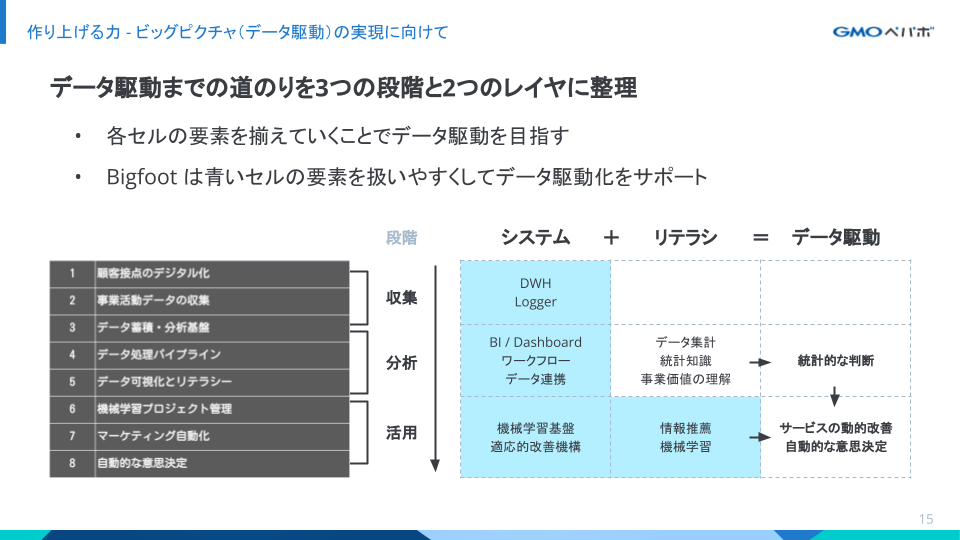 作り上げる力 - ビッグピクチャ（データ駆動）の実現に向けて
GMOペパボ
データ駆動までの道のりを3つの段階と2つのレイヤに整理
• 各セルの要素を揃えていくことでデータ駆動を目指す
• Bigfoot は青いセルの要素を扱いやすくしてデータ駆動化をサポート
段階
システム ＋ リテラシ ＝ データ駆動
1 顧客接点のデジタル化
2 事業活動データの収集
3 データ蓄積・分析基盤
4 データ処理パイプライン
5 データ可視化とリテラシー
6 機械学習プロジェクト管理
7 マーケティング自動化
8 自動的な意思決定
収集
分析
活用
DWH
Logger
BI / Dashboard
ワークフロー
データ連携
データ集計
統計知識
事業価値の理解
統計的な判断
機械学習基盤
適応的改善機構
情報推薦
機械学習
サービスの動的改善
自動的な意思決定
15